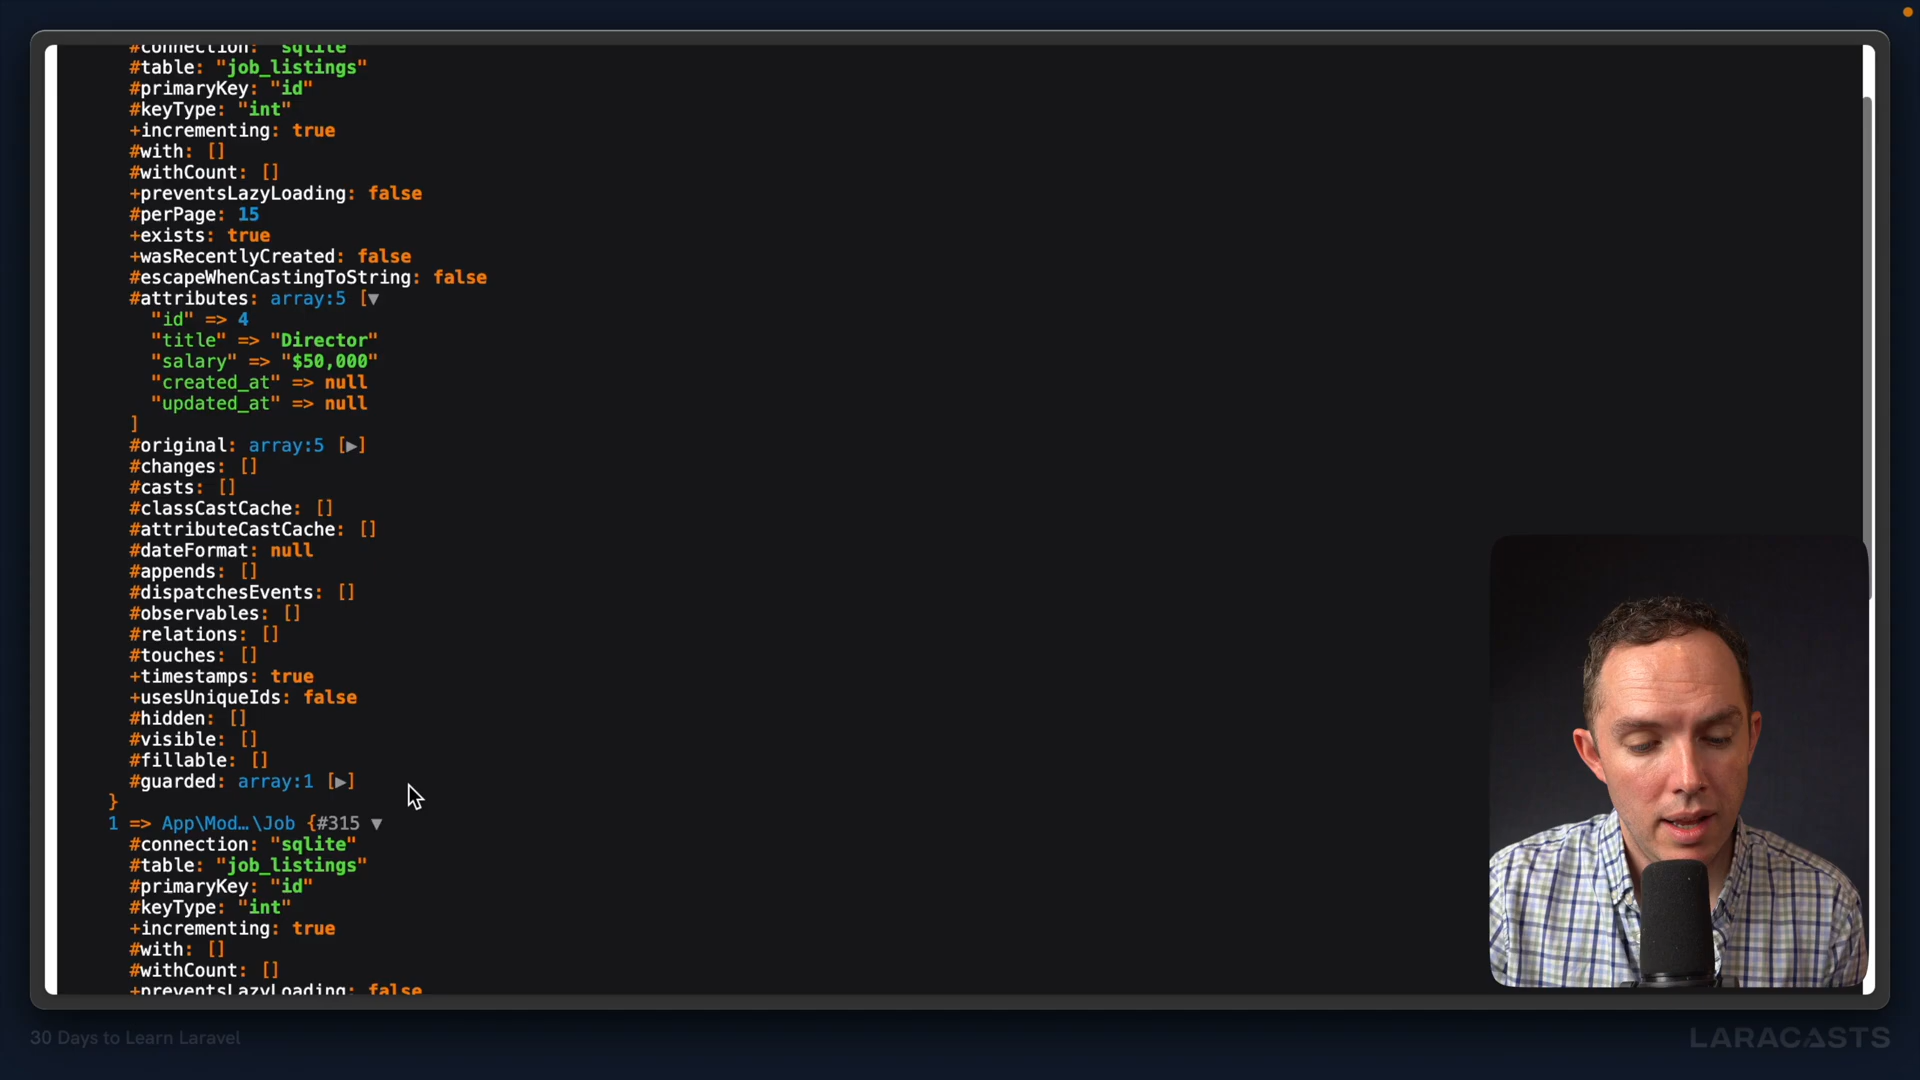 #connection: "sqlite"
#table: "job_listings"
#primaryKey: "id"
#keyType: "int"
+incrementing: true
#with: []
#withCount: []
+preventsLazyLoading: false
#perPage: 15
+exists: true
+wasRecentlyCreated: false
#escapeWhenCastingToString: false
#attributes: array:5 [▼
"id" => 4
"title" => "Director"
"salary" => "$50,000"
"created_at" => null
"updated_at" => null
]
#original: array:5 [▶]
#changes: []
#casts: []
#classCastCache: []
#attributeCastCache: []
#dateFormat: null
#appends: []
#dispatchesEvents: []
#observables: []
#relations: []
#touches: []
+timestamps: true
+usesUniqueIds: false
#hidden: []
#visible: []
#fillable: []
#guarded: array:1 [▶]
}
1 => App\Mod…\Job {#315 ▼
#connection: "sqlite"
#table: "job_listings"
#primaryKey: "id"
#keyType: "int"
+incrementing: true
#with: []
#withCount: []
+preventsLazyLoading: false
30 Days to Learn Laravel
LARACASTS